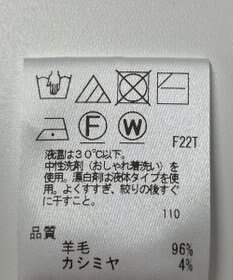 F
W
F22T
液温は30℃以下。
中性洗剤(おしゃれ着洗い)を
使用。漂白剤は液体タイプを使
用。よくすすぎ、絞りの後すぐ
に干すこと。
110
品質
羊毛 96%
カシミヤ 4%